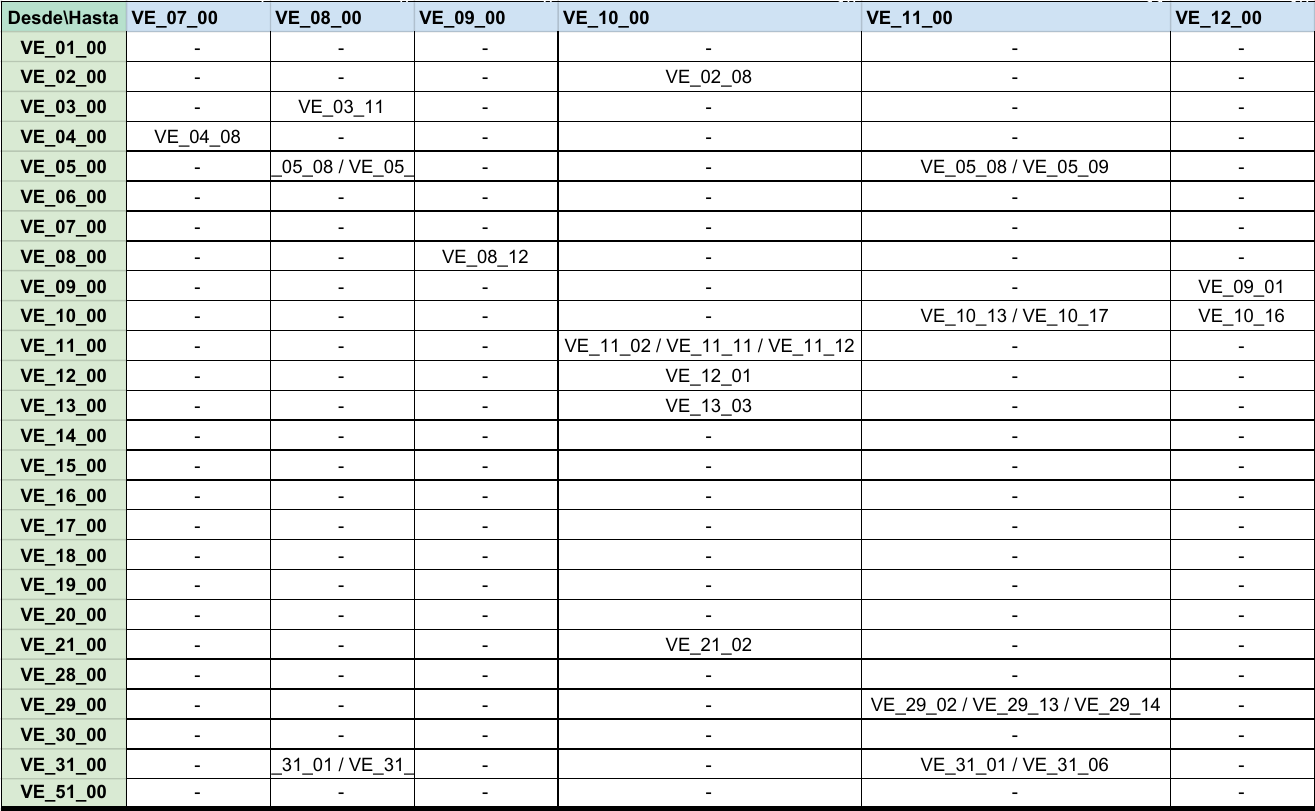 Desde\Hasta VE_07_00 VE_08_00 VE_09_00 VE_10_00 VE_11_00 VE_12_00
VE_01_00 - - - - - -
VE_02_00 - - - VE_02_08 - -
VE_03_00 - VE_03_11 - - - -
VE_04_00 VE_04_08 - - - - -
VE_05_00 - _05_08 / VE_05_ - - VE_05_08 / VE_05_09 -
VE_06_00 - - - - - -
VE_07_00 - - - - - -
VE_08_00 - - VE_08_12 - - -
VE_09_00 - - - - - VE_09_01
VE_10_00 - - - - VE_10_13 / VE_10_17 VE_10_16
VE_11_00 - - - VE_11_02 / VE_11_11 / VE_11_12 - -
VE_12_00 - - - VE_12_01 - -
VE_13_00 - - - VE_13_03 - -
VE_14_00 - - - - - -
VE_15_00 - - - - - -
VE_16_00 - - - - - -
VE_17_00 - - - - - -
VE_18_00 - - - - - -
VE_19_00 - - - - - -
VE_20_00 - - - - - -
VE_21_00 - - - VE_21_02 - -
VE_28_00 - - - - - -
VE_29_00 - - - - VE_29_02 / VE_29_13 / VE_29_14 -
VE_30_00 - - - - - -
VE_31_00 - _31_01 / VE_31_ - - VE_31_01 / VE_31_06 -
VE_51_00 - - - - - -